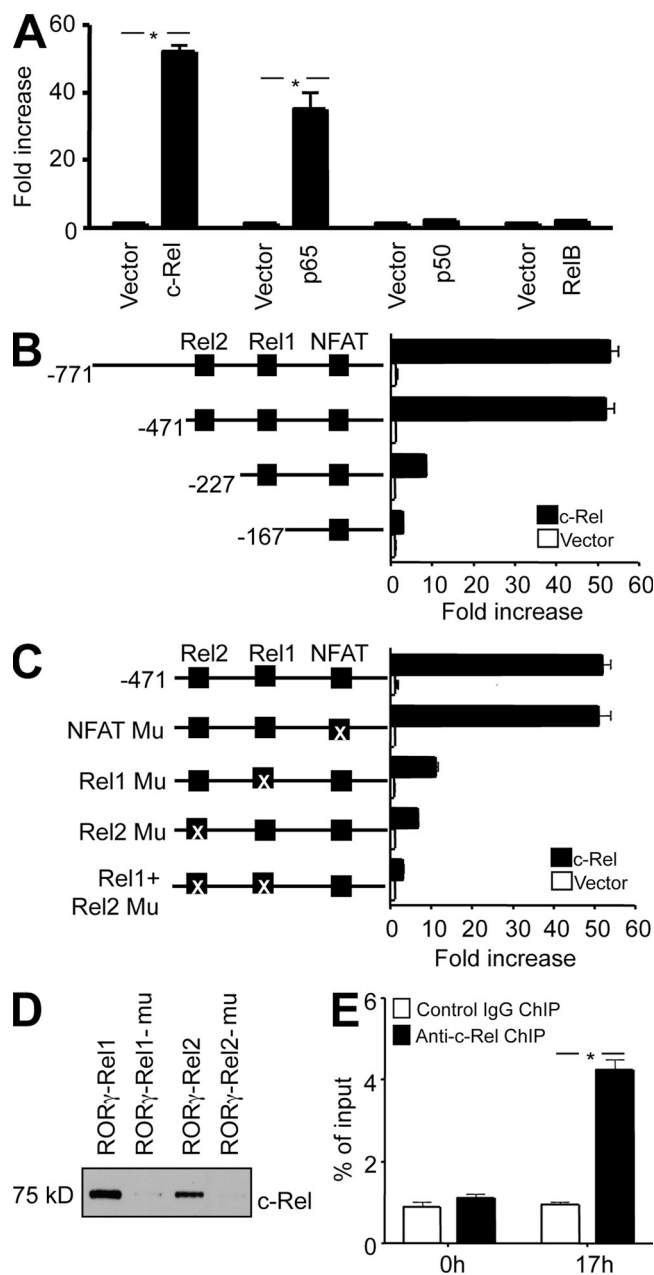 A
Fold increase
60
40
20
0
*
*
Vector
c-Rel
Vector
p65
Vector
p50
Vector
RelB
B
Rel2 Rel1 NFAT
-771
-471
-227
-167
c-Rel
Vector
0 10 20 30 40 50 60
Fold increase
C
Rel2 Rel1 NFAT
-471
NFAT Mu
X
Rel1 Mu
X
Rel2 Mu
X
Rel1+
Rel2 Mu
X X
c-Rel
Vector
0 10 20 30 40 50 60
Fold increase
D
RORγ-Rel1
RORγ-Rel1- mu
RORγ-Rel2
RORγ-Rel2- mu
75 kD
c-Rel
E
% of input
6
4
2
0
Control IgG ChIP
Anti-c-Rel ChIP
*
0h 17h